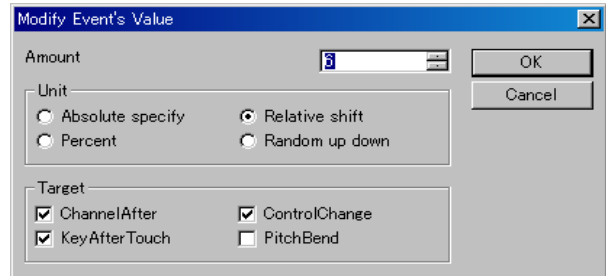 Modify Event's Value
Amount 6 OK
Unit Cancel
Absolute specify Relative shift
Percent Random up down
Target
ChannelAfter ControlChange
KeyAfterTouch PitchBend